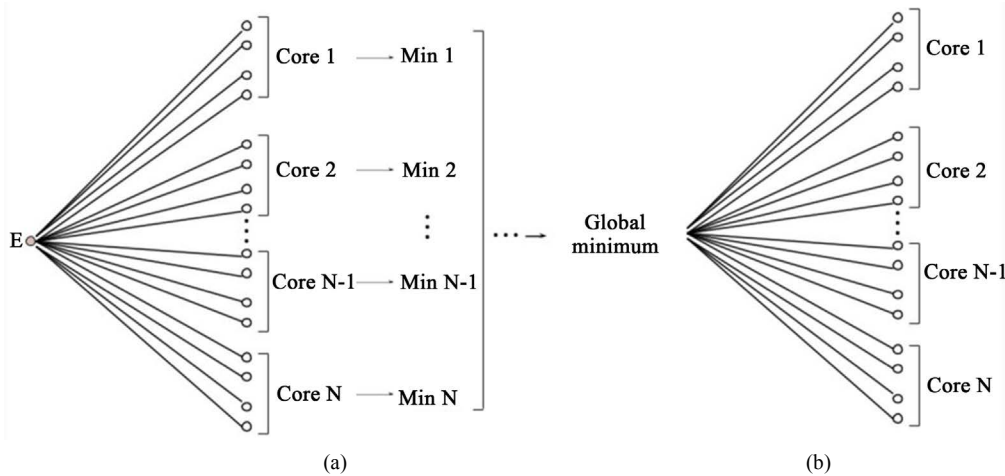 Core 1 Min 1
Core 2 Min 2
E
Core N-1 Min N-1
Core N Min N
Global
minimum
Core 1
Core 2
Core N-1
Core N
(a)
(b)